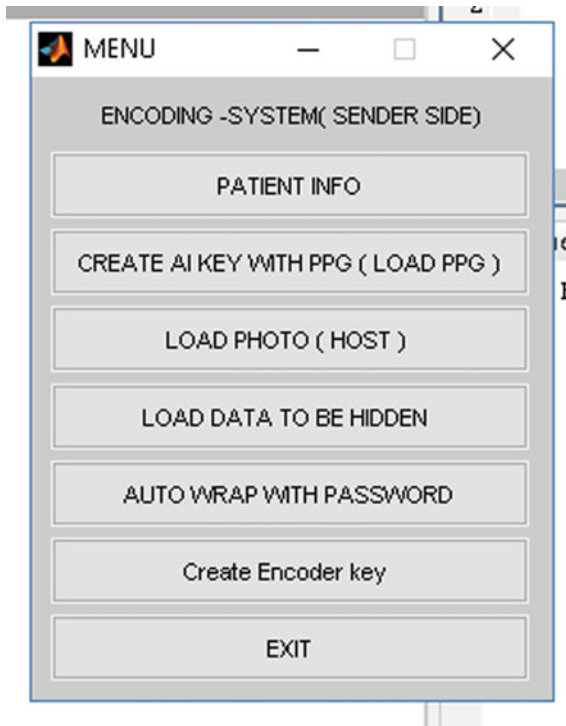 MENU
ENCODING -SYSTEM( SENDER SIDE)
PATIENT INFO
CREATE AI KEY WITH PPG ( LOAD PPG )
LOAD PHOTO ( HOST )
LOAD DATA TO BE HIDDEN
AUTO WRAP WITH PASSWORD
Create Encoder key
EXIT